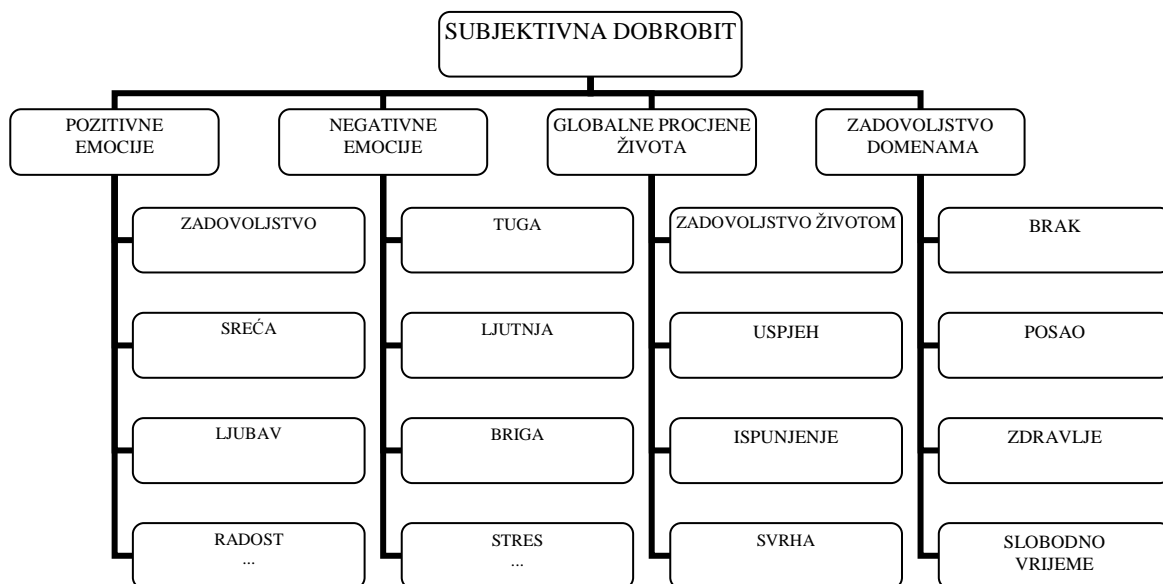 SUBJEKTIVNA DOBROBIT
POZITIVNE
EMOCIJE
NEGATIVNE
EMOCIJE
GLOBALNE PROCJENE
ŽIVOTA
ZADOVOLJSTVO
DOMENAMA
ZADOVOLJSTVO
TUGA
ZADOVOLJSTVO ŽIVOTOM
BRAK
SREĆA
LJUTNJA
USPJEH
POSAO
LJUBAV
BRIGA
ISPUNJENJE
ZDRAVLJE
RADOST
...
STRES
...
SVRHA
SLOBODNO
VRIJEME